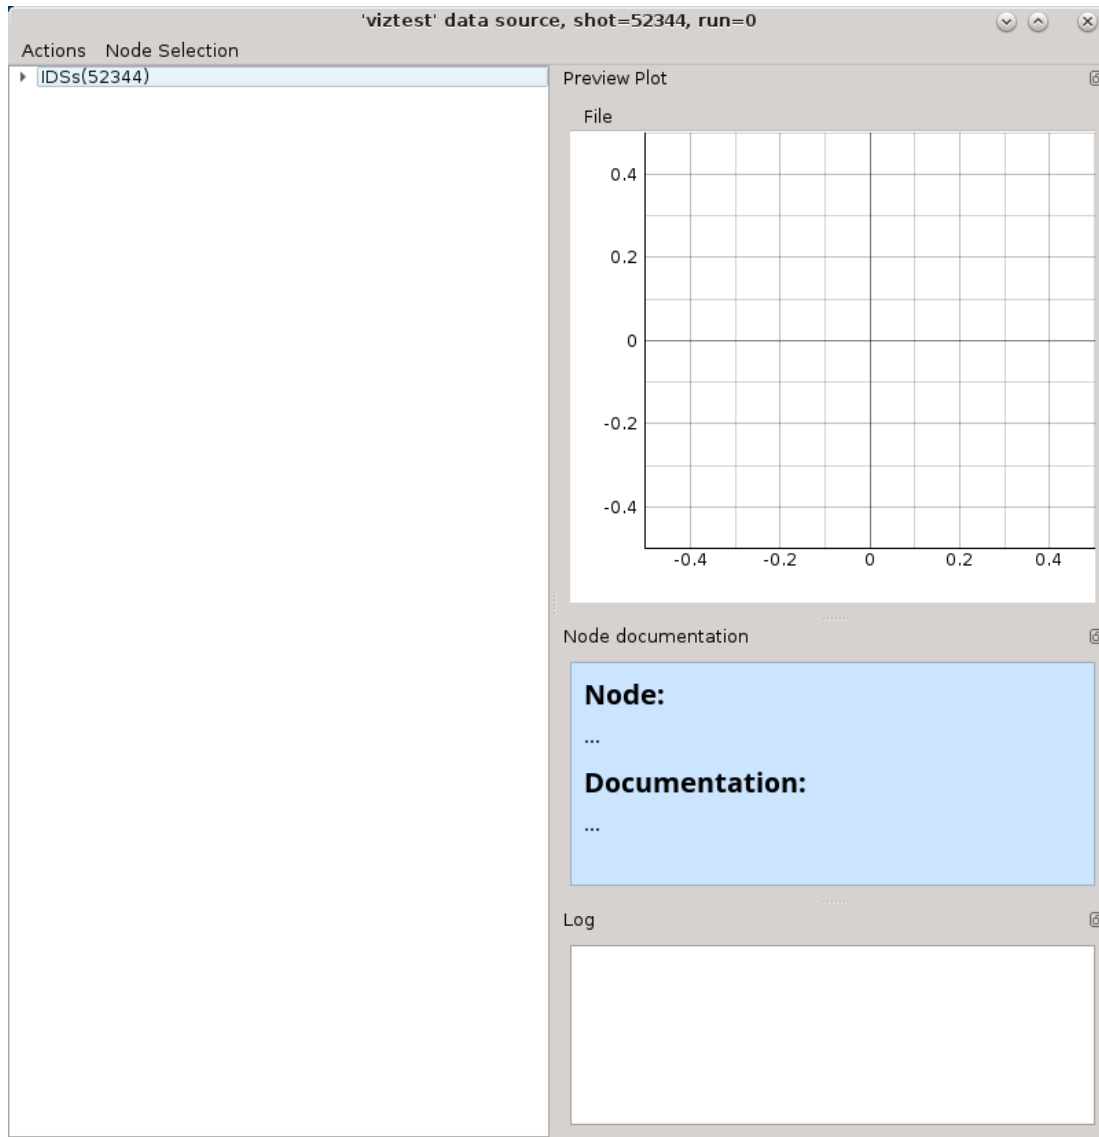 'viztest' data source, shot=52344, run=0
Actions Node Selection
IDSs(52344)
Preview Plot
File
0.4
0.2
0
-0.2
-0.4
-0.4 -0.2 0 0.2 0.4
Node documentation
Node:
...
Documentation:
...
Log